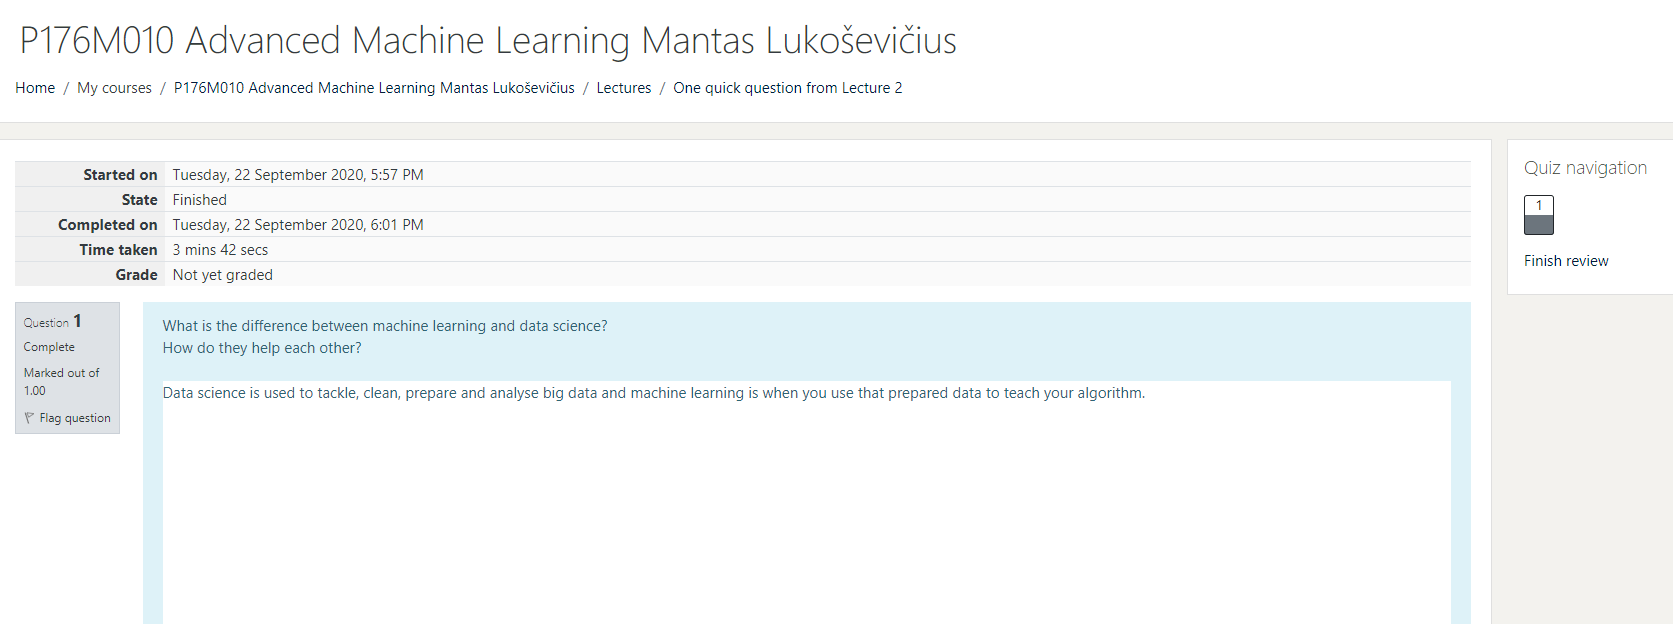 P176M010 Advanced Machine Learning Mantas Lukoševičius
Home / My courses / P176M010 Advanced Machine Learning Mantas Lukoševičius / Lectures / One quick question from Lecture 2
Started on Tuesday, 22 September 2020, 5:57 PM
State Finished
Completed on Tuesday, 22 September 2020, 6:01 PM
Time taken 3 mins 42 secs
Grade Not yet graded
Question 1
Complete
Marked out of
1.00
Flag question
What is the difference between machine learning and data science?
How do they help each other?
Data science is used to tackle, clean, prepare and analyse big data and machine learning is when you use that prepared data to teach your algorithm.
Quiz navigation
1
Finish review